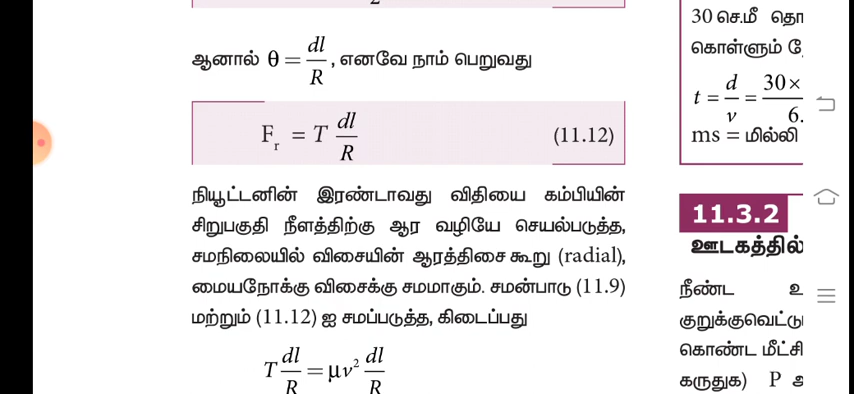 2
ஆனால் θ = dl/R , எனவே நாம் பெறுவது
F_r = T dl/R (11.12)
நியூட்டனின் இரண்டாவது விதியை கம்பியின்
சிறுபகுதி நீளத்திற்கு ஆர வழியே செயல்படுத்த,
சமநிலையில் விசையின் ஆரத்திசை கூறு (radial),
மையநோக்கு விசைக்கு சமமாகும். சமன்பாடு (11.9)
மற்றும் (11.12) ஐ சமப்படுத்த, கிடைப்பது
T dl/R = μv² dl/R
30 செ.மீ
கொள்ளும்
t = d/v = 30×/6.
ms = மில்லி
11.3.2
ஊடகத்தில்
நீண்ட உ
குறுக்குவெட்டு
கொண்ட மீட்சி
கருதுக) P அ